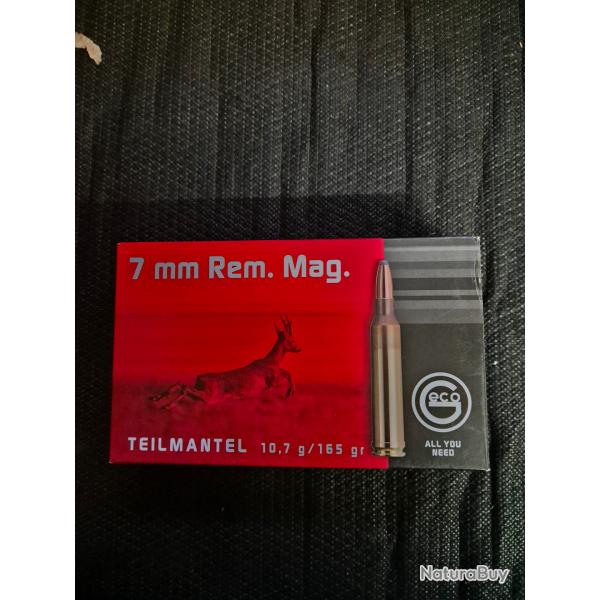 7 mm Rem. Mag.
TEILMANTEL 10,7 g/165 gr
Geco
ALL YOU
NEED
NaturaBuy